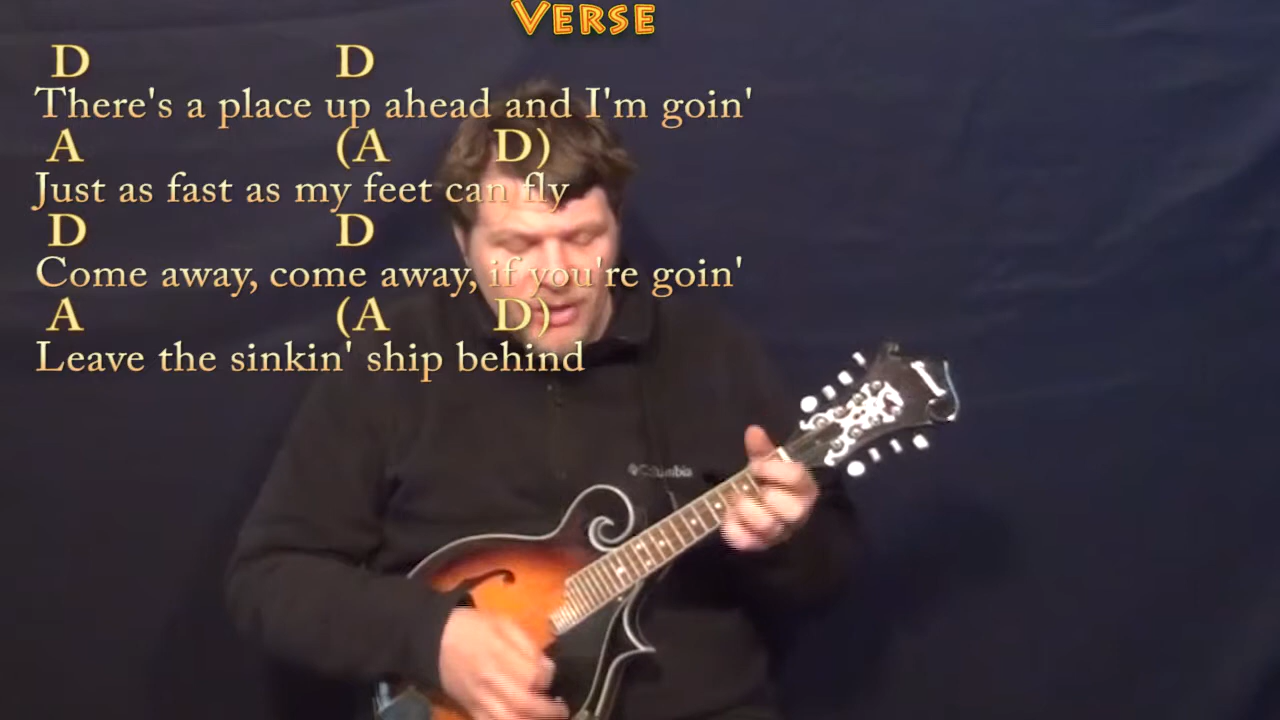 VERSE
D D
There's a place up ahead and I'm goin'
A (A D)
Just as fast as my feet can fly
D D
Come away, come away, if you're goin'
A (A D)
Leave the sinkin' ship behind
Columbia